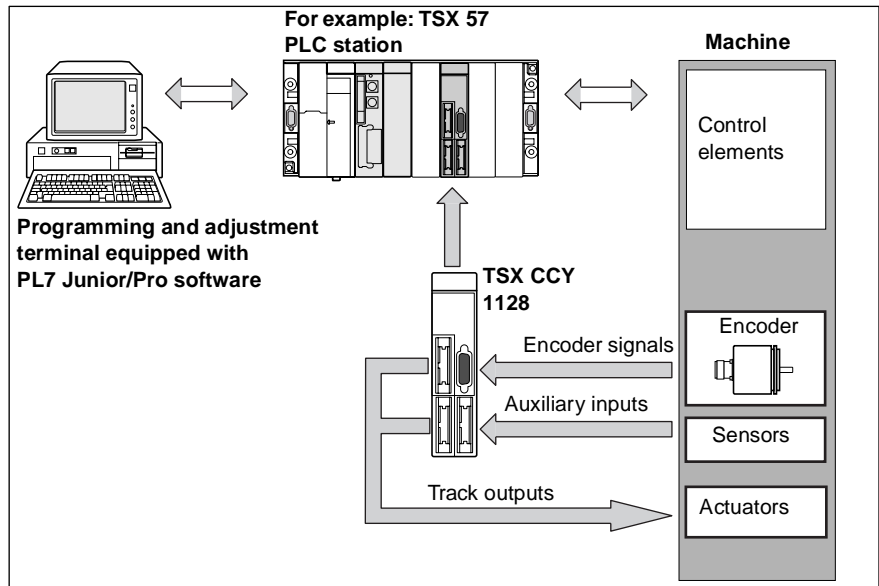 For example: TSX 57
PLC station
Machine
Control
elements
Programming and adjustment
terminal equipped with
PL7 Junior/Pro software
TSX CCY
1128
Encoder
Encoder signals
Auxiliary inputs
Sensors
Track outputs
Actuators